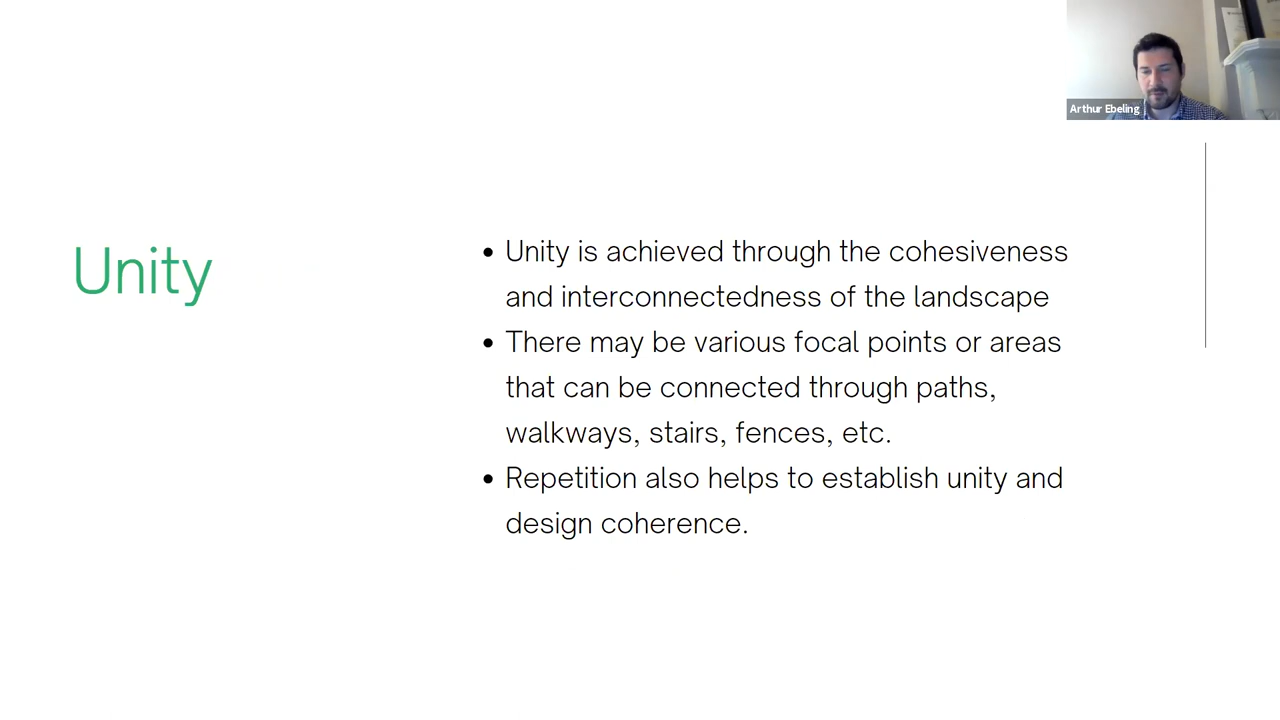 Arthur Ebeling
Unity
• Unity is achieved through the cohesiveness
and interconnectedness of the landscape
• There may be various focal points or areas
that can be connected through paths,
walkways, stairs, fences, etc.
• Repetition also helps to establish unity and
design coherence.